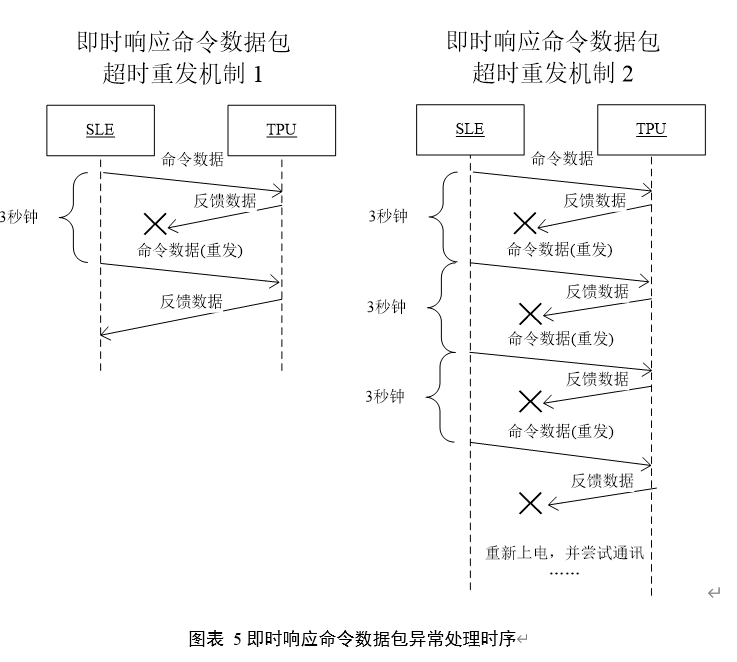 即时响应命令数据包
超时重发机制 1
SLE
TPU
命令数据
反馈数据
3秒钟
命令数据(重发)
反馈数据
即时响应命令数据包
超时重发机制 2
SLE
TPU
命令数据
反馈数据
3秒钟
命令数据(重发)
反馈数据
3秒钟
命令数据(重发)
反馈数据
3秒钟
命令数据(重发)
反馈数据
重新上电，并尝试通讯
……
图表 5 即时响应命令数据包异常处理时序